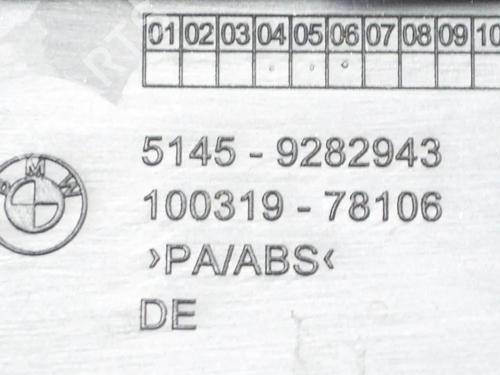 01 02 03 04 05 06 07 08 09 10
5145 - 9282943
BMW
100319 - 78106
>PA/ABS<
DE